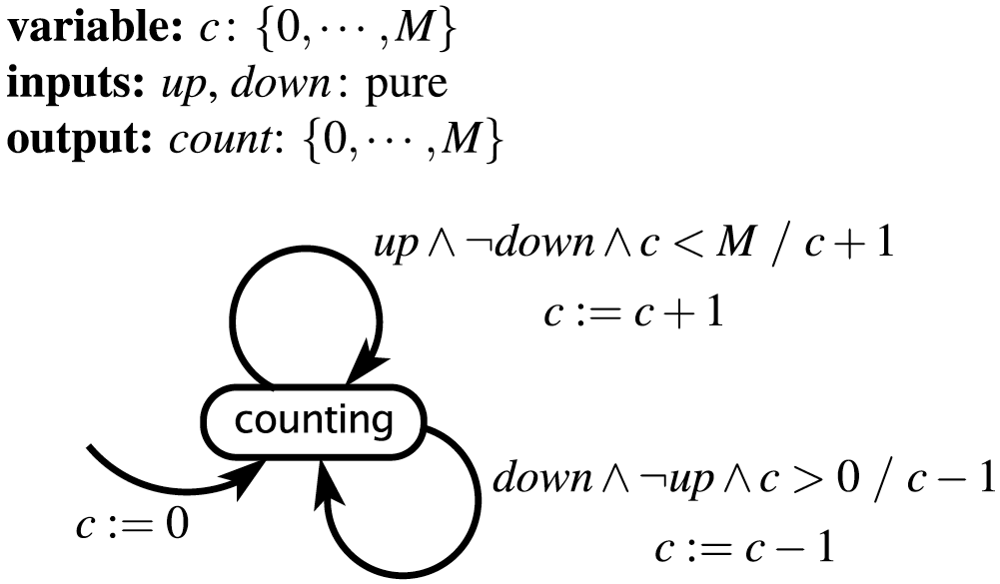 variable: c: {0, ⋯ , M}
inputs: up, down: pure
output: count: {0, ⋯ , M}
up ∧ ¬down ∧ c < M / c + 1
c := c + 1
counting
down ∧ ¬up ∧ c > 0 / c − 1
c := 0
c := c − 1